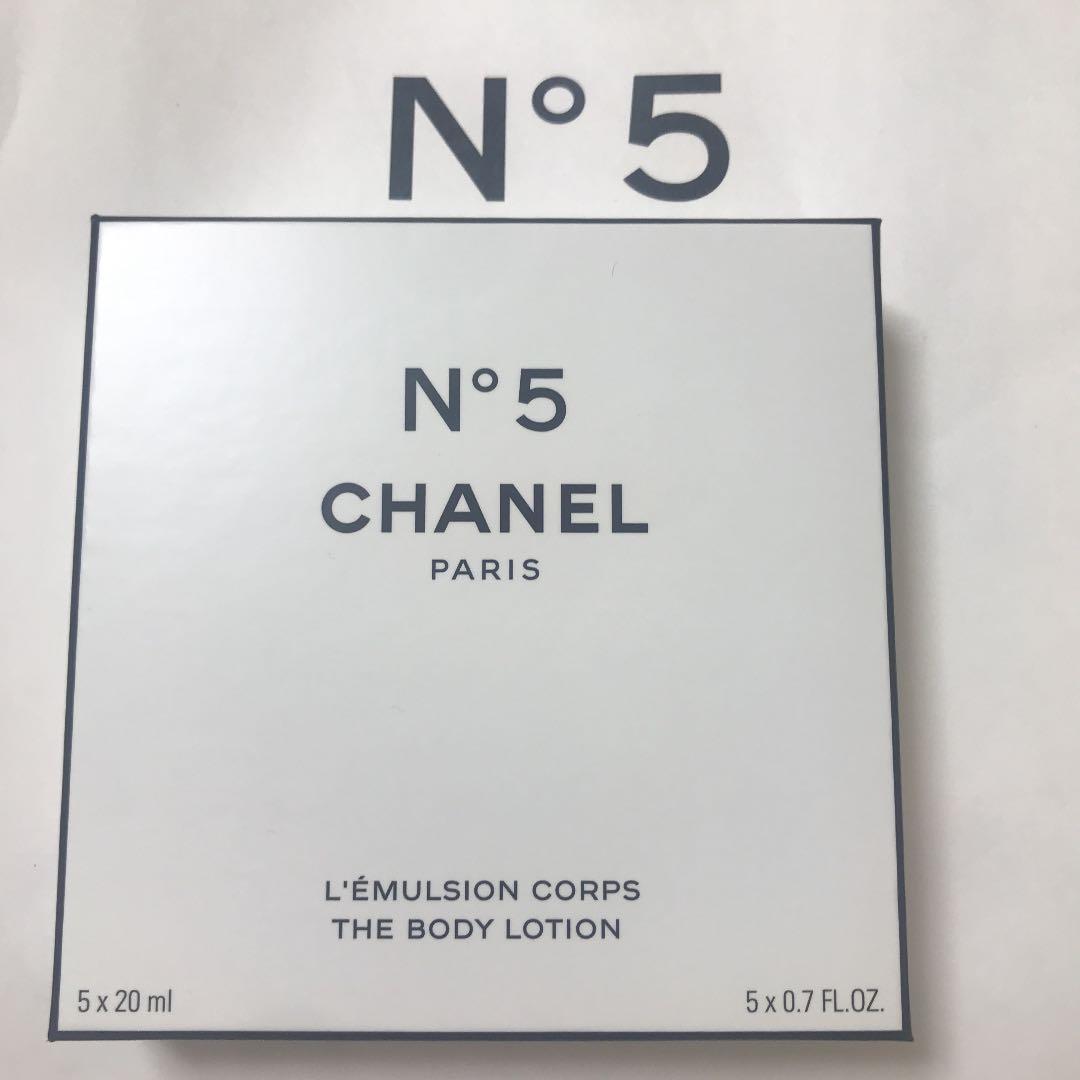 N° 5
N° 5
CHANEL
PARIS
L'ÉMULSION CORPS
THE BODY LOTION
5 x 20 ml
5 x 0.7 FL.OZ.